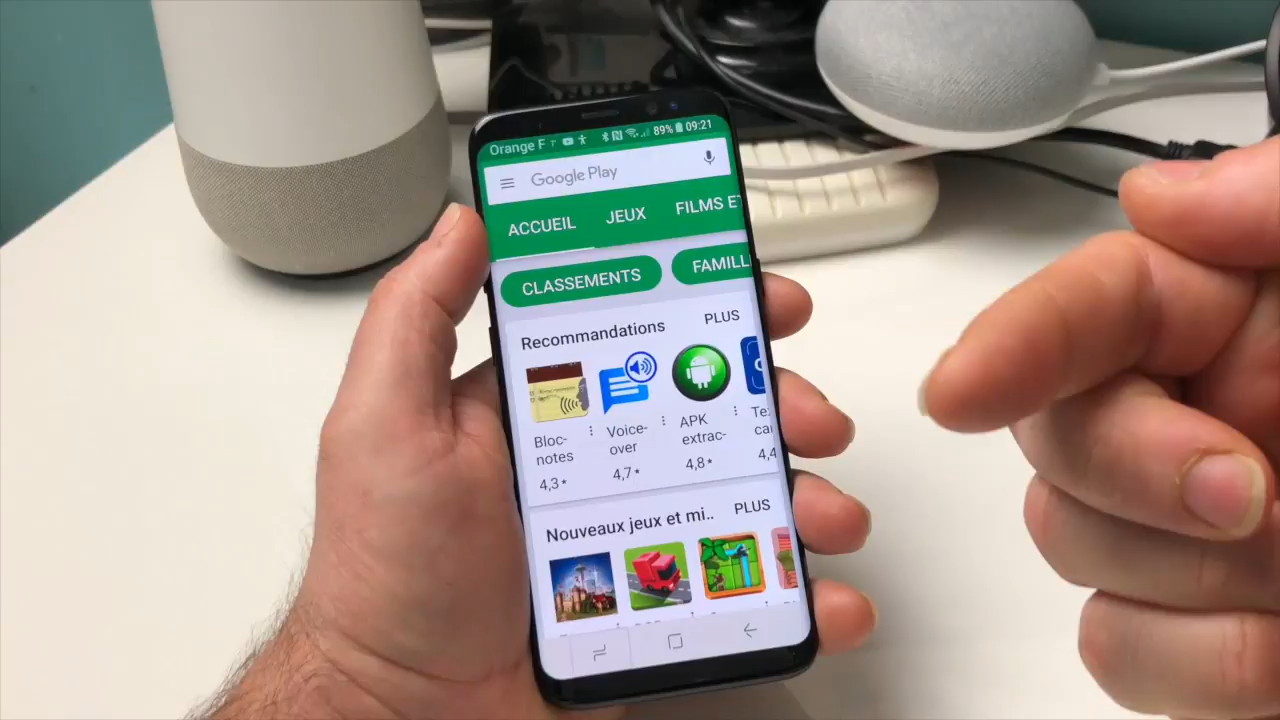 Orange F
89% 09:21
Google Play
ACCUEIL JEUX FILMS ET
CLASSEMENTS FAMILL
Recommandations PLUS
Bloc-
notes
4,3★
Voice-
over
4,7★
APK
extrac-
4,8★
Te
ca
4,4
Nouveaux jeux et mi.. PLUS